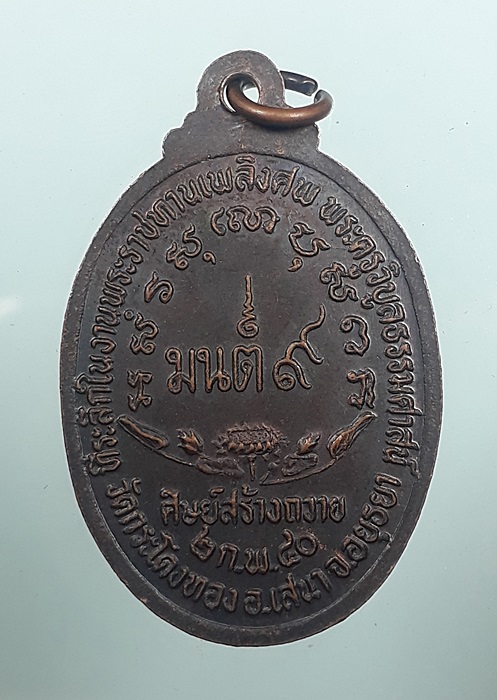 ที่ระลึกในงานพระราชทานเพลิงศพ พระครูวิบูลธรรมศาสน์
มนต์ ๙
ศิษย์สร้างถวาย
๒ ก.พ. ๔๐
วัดกระโดงทอง อ.เสนา จ.อยุธยา